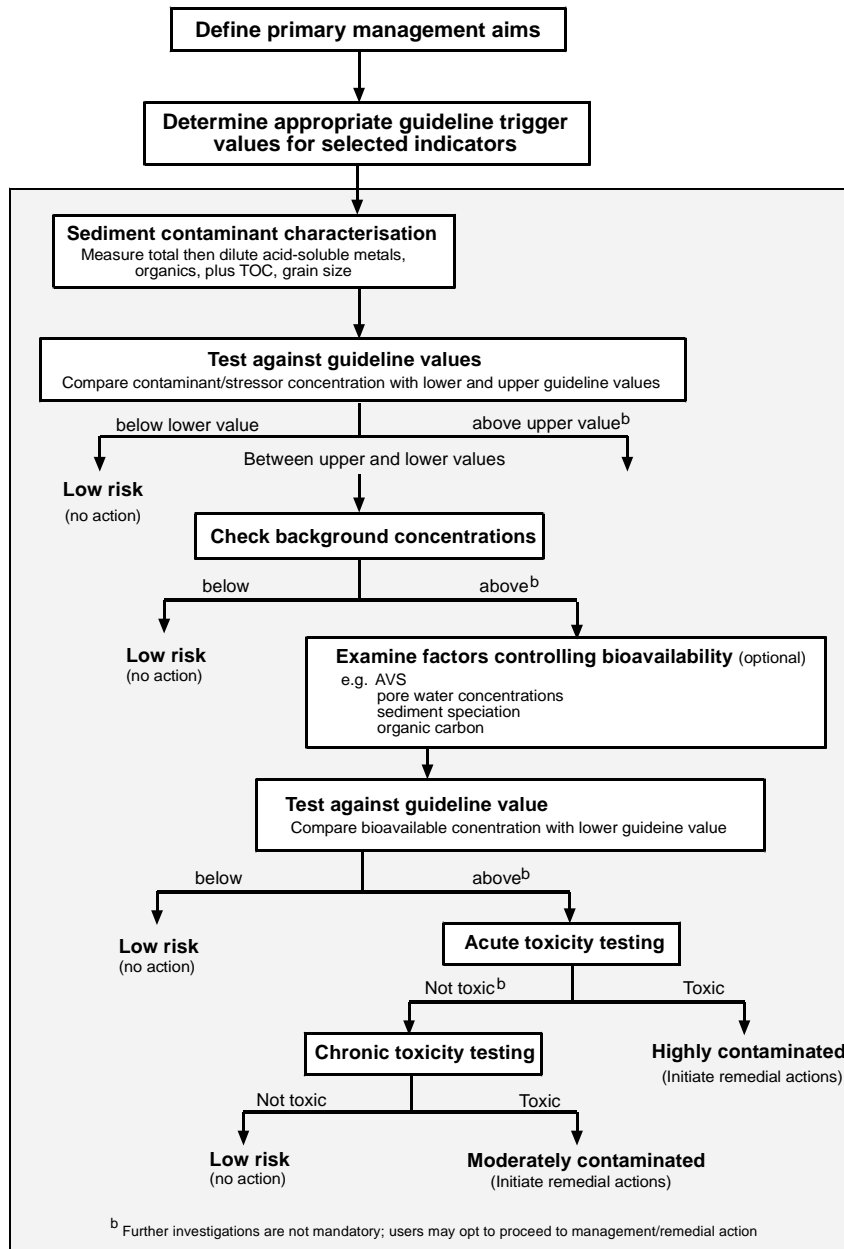 Define primary management aims
Determine appropriate guideline trigger
values for selected indicators
Sediment contaminant characterisation
Measure total then dilute acid-soluble metals,
organics, plus TOC, grain size
Test against guideline values
Compare contaminant/stressor concentration with lower and upper guideline values
below lower value
above upper value b
Between upper and lower values
Low risk
(no action)
Check background concentrations
below
above b
Low risk
(no action)
Examine factors controlling bioavailability (optional)
e.g. AVS
pore water concentrations
sediment speciation
organic carbon
Test against guideline value
Compare bioavailable conentration with lower guideine value
below
above b
Low risk
(no action)
Acute toxicity testing
Not toxic b
Toxic
Chronic toxicity testing
Highly contaminated
(Initiate remedial actions)
Not toxic
Toxic
Low risk
(no action)
Moderately contaminated
(Initiate remedial actions)
b Further investigations are not mandatory; users may opt to proceed to management/remedial action